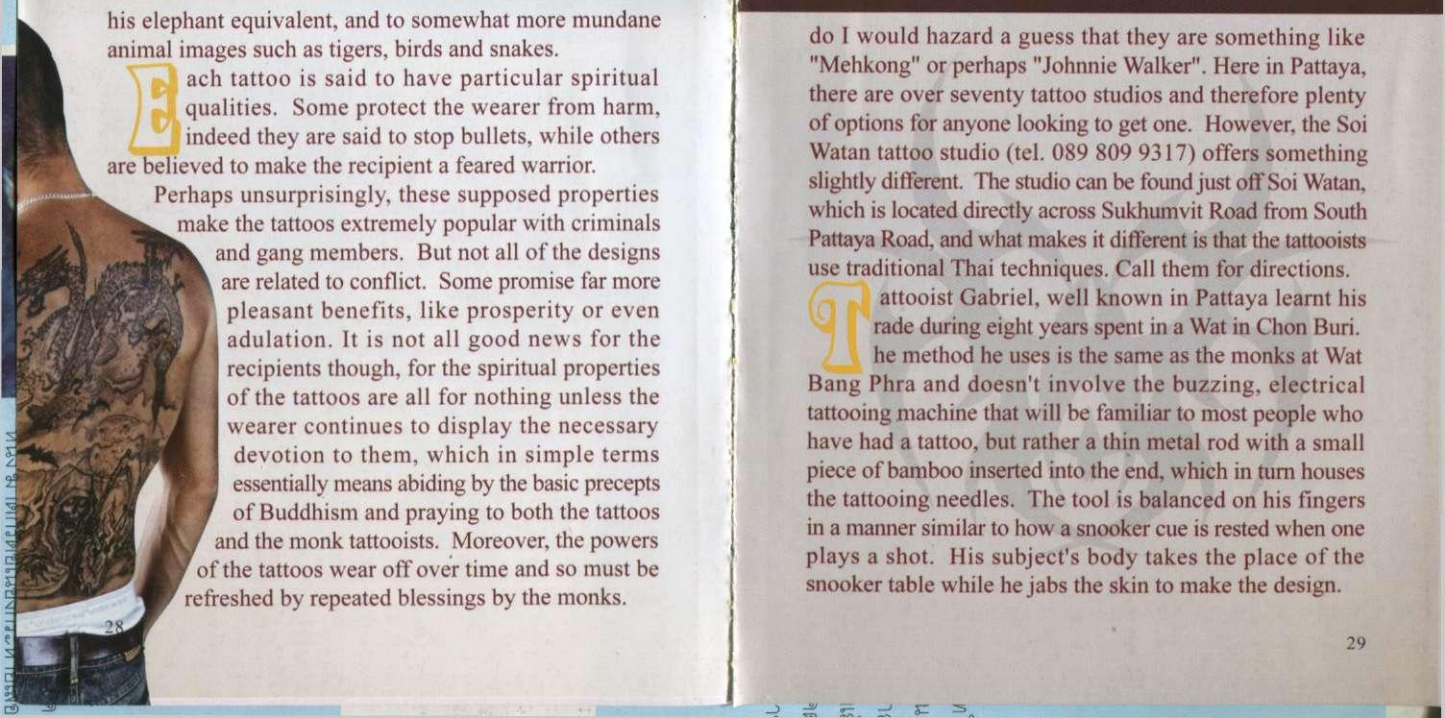 his elephant equivalent, and to somewhat more mundane
animal images such as tigers, birds and snakes.
Each tattoo is said to have particular spiritual
qualities. Some protect the wearer from harm,
indeed they are said to stop bullets, while others
are believed to make the recipient a feared warrior.
Perhaps unsurprisingly, these supposed properties
make the tattoos extremely popular with criminals
and gang members. But not all of the designs
are related to conflict. Some promise far more
pleasant benefits, like prosperity or even
adulation. It is not all good news for the
recipients though, for the spiritual properties
of the tattoos are all for nothing unless the
wearer continues to display the necessary
devotion to them, which in simple terms
essentially means abiding by the basic precepts
of Buddhism and praying to both the tattoos
and the monk tattooists. Moreover, the powers
of the tattoos wear off over time and so must be
refreshed by repeated blessings by the monks.
28
do I would hazard a guess that they are something like
"Mehkong" or perhaps "Johnnie Walker". Here in Pattaya,
there are over seventy tattoo studios and therefore plenty
of options for anyone looking to get one. However, the Soi
Watan tattoo studio (tel. 089 809 9317) offers something
slightly different. The studio can be found just off Soi Watan,
which is located directly across Sukhumvit Road from South
Pattaya Road, and what makes it different is that the tattooists
use traditional Thai techniques. Call them for directions.
Tattooist Gabriel, well known in Pattaya learnt his
rade during eight years spent in a Wat in Chon Buri.
he method he uses is the same as the monks at Wat
Bang Phra and doesn't involve the buzzing, electrical
tattooing machine that will be familiar to most people who
have had a tattoo, but rather a thin metal rod with a small
piece of bamboo inserted into the end, which in turn houses
the tattooing needles. The tool is balanced on his fingers
in a manner similar to how a snooker cue is rested when one
plays a shot. His subject's body takes the place of the
snooker table while he jabs the skin to make the design.
29